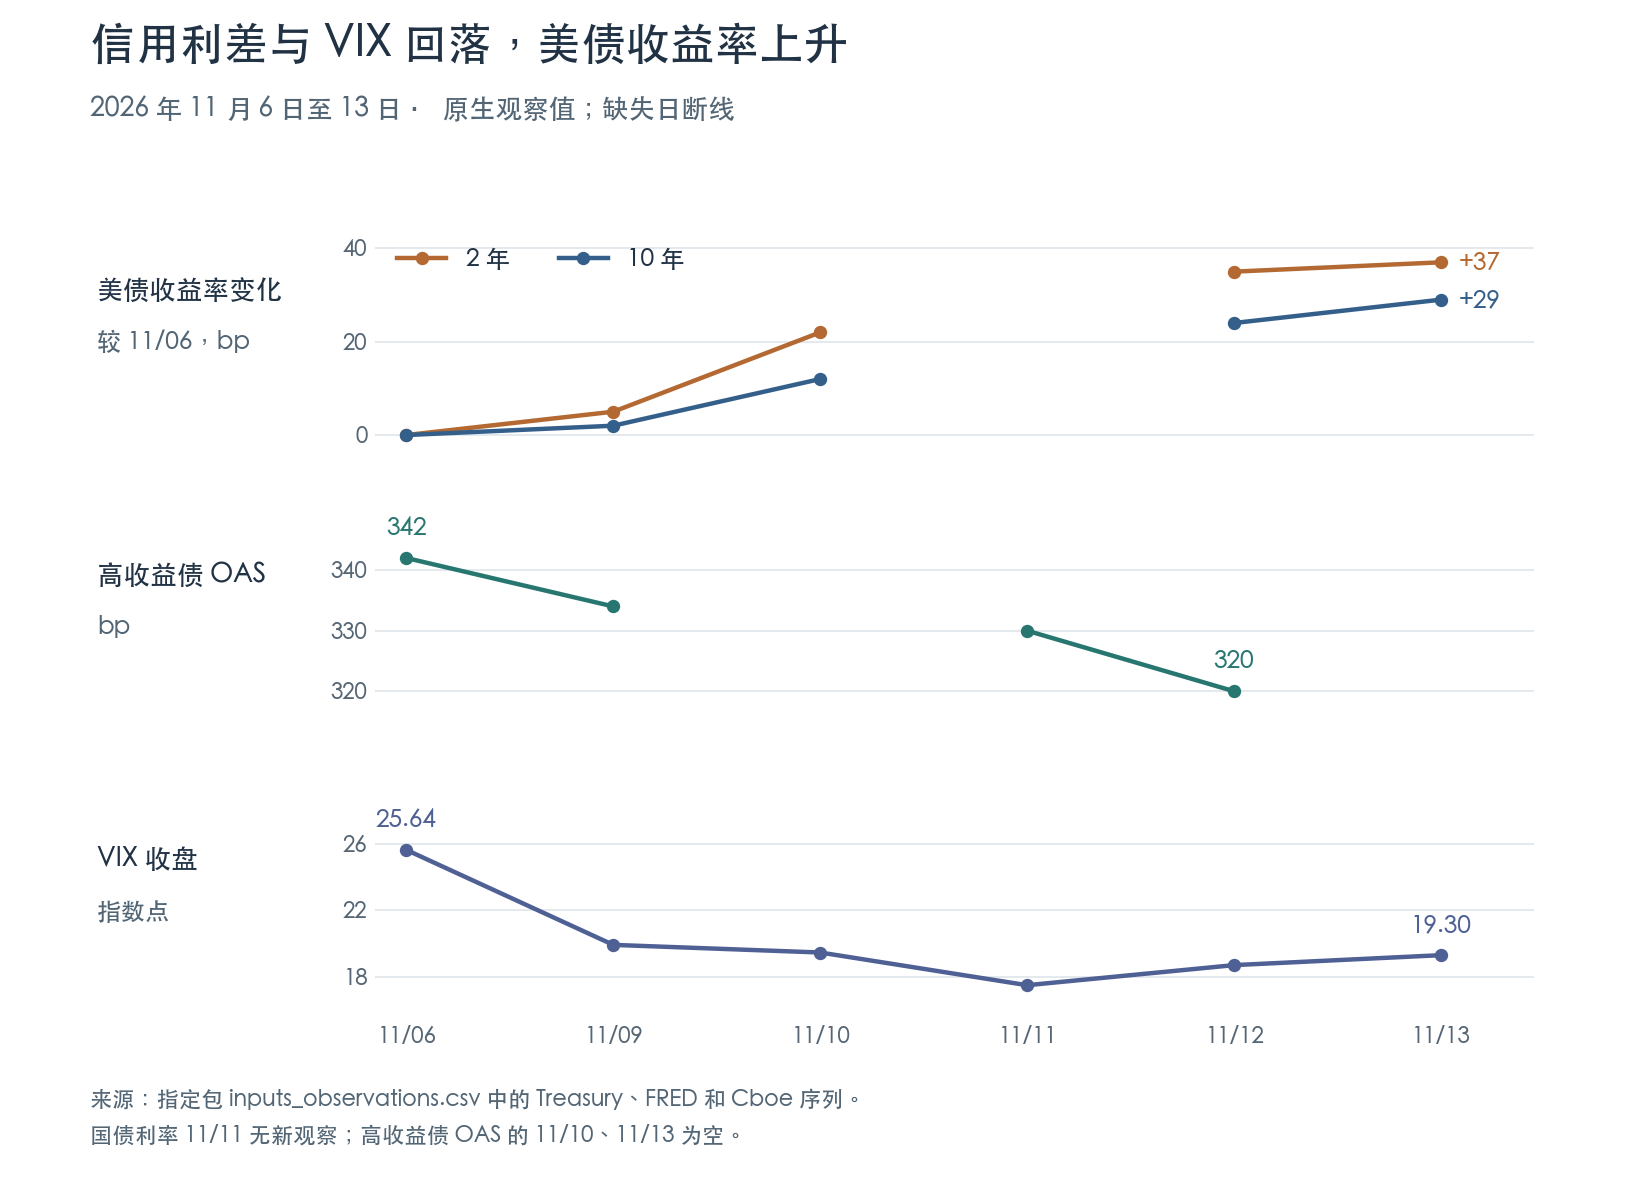 信用利差与 VIX 回落，美债收益率上升
2026 年 11 月 6 日至 13 日 · 原生观察值；缺失日断线
40
2 年
10 年
+37
+29
美债收益率变化
较 11/06，bp
20
0
342
高收益债 OAS
340
bp
330
320
320
25.64
26
VIX 收盘
指数点
22
19.30
18
11/06
11/09
11/10
11/11
11/12
11/13
来源：指定包 inputs_observations.csv 中的 Treasury、FRED 和 Cboe 序列。
国债利率 11/11 无新观察；高收益债 OAS 的 11/10、11/13 为空。